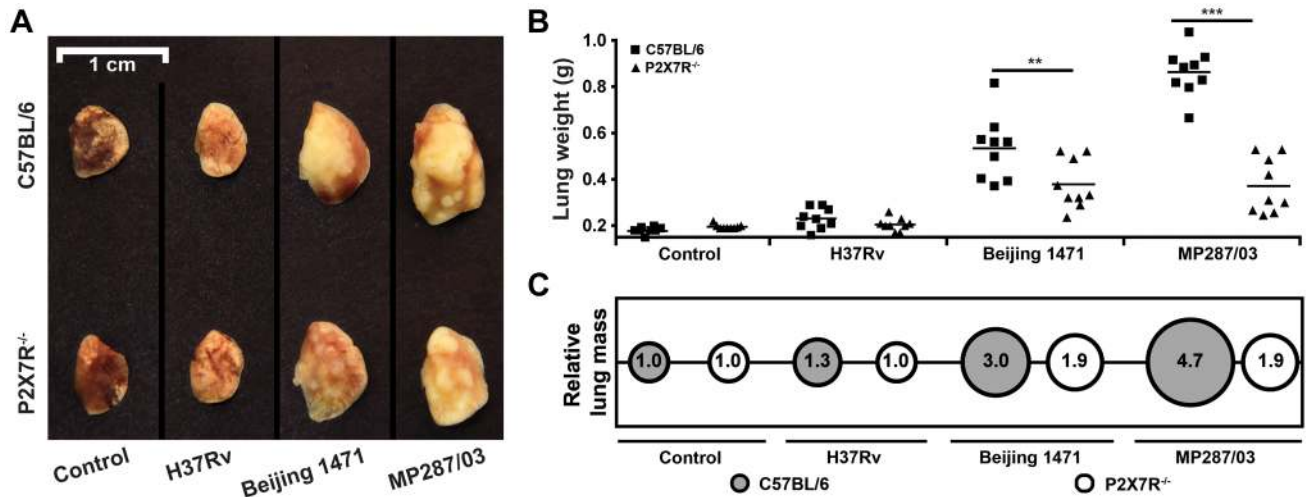 A
1 cm
C57BL/6
P2X7R-/-
Control
H37Rv
Beijing 1471
MP287/03
B
Lung weight (g)
1.0
0.8
0.6
0.4
0.2
C57BL/6
P2X7R-/-
**
***
Control
H37Rv
Beijing 1471
MP287/03
C
Relative
lung mass
1.0
1.0
1.3
1.0
3.0
1.9
4.7
1.9
Control
H37Rv
Beijing 1471
MP287/03
C57BL/6
P2X7R-/-